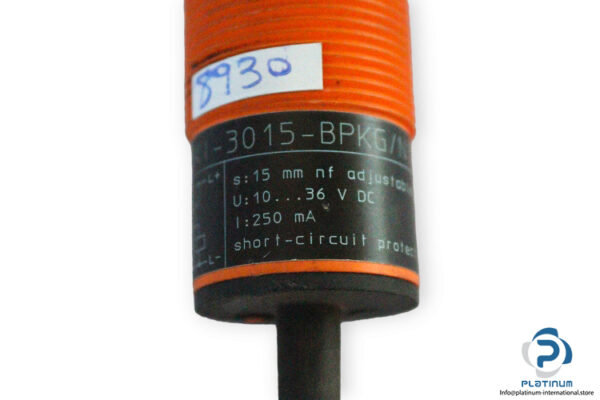 8930
-3015-BPKG/N
L+
s:15 mm nf adjustab
U:10...36 V DC
I:250 mA
short-circuit protec
L-
PLATINUM
Info@platinum-international.store